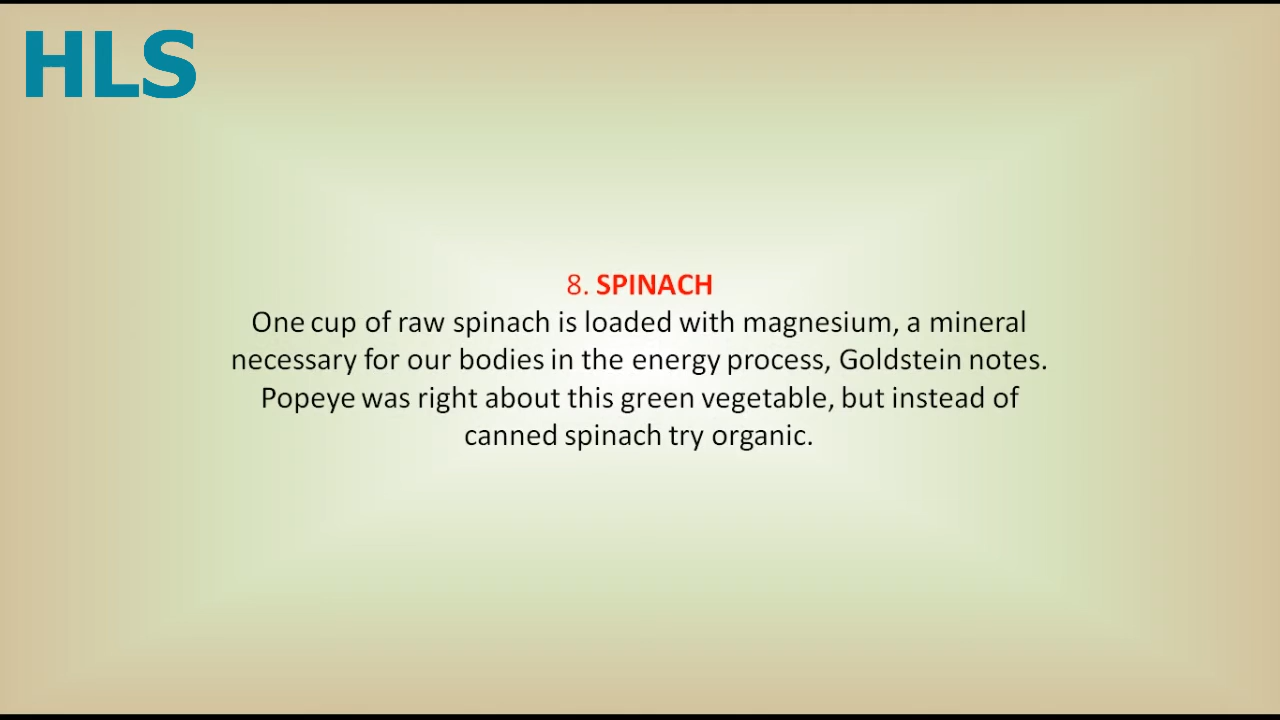 HLS
8. SPINACH
One cup of raw spinach is loaded with magnesium, a mineral
necessary for our bodies in the energy process, Goldstein notes.
Popeye was right about this green vegetable, but instead of
canned spinach try organic.